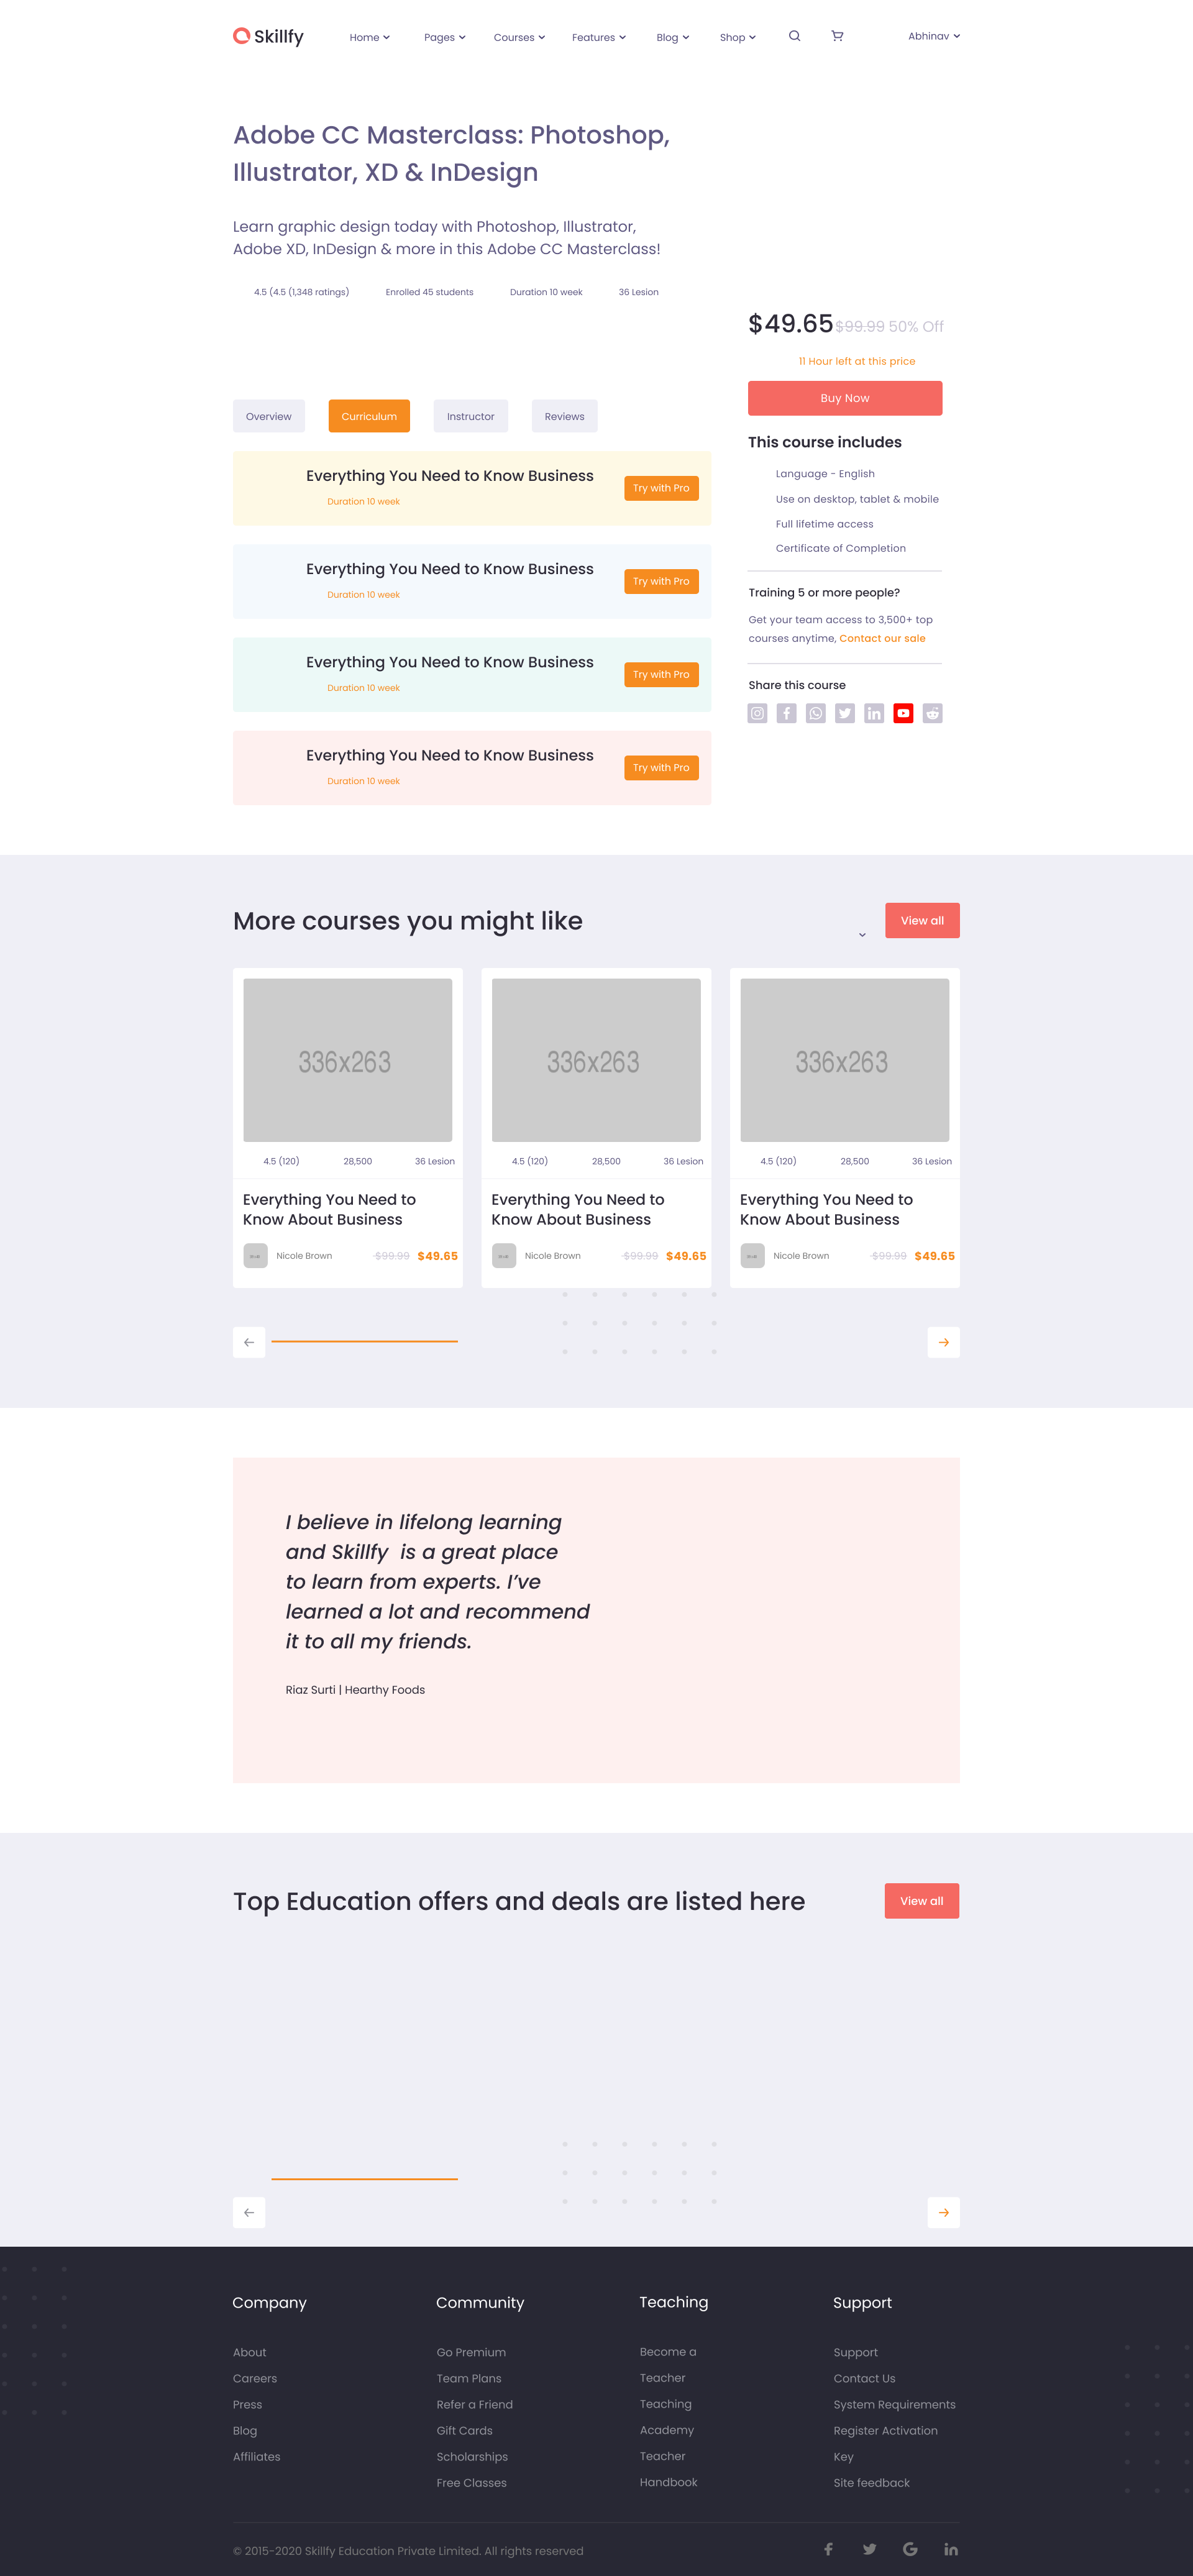 Skillfy
Home Pages Courses Features Blog Shop Abhinav
Adobe CC Masterclass: Photoshop,
Illustrator, XD & InDesign
Learn graphic design today with Photoshop, Illustrator,
Adobe XD, InDesign & more in this Adobe CC Masterclass!
4.5 (4.5 (1,348 ratings) Enrolled 45 students Duration 10 week 36 Lesion
Overview Curriculum Instructor Reviews
Everything You Need to Know Business
Duration 10 week
Try with Pro
Everything You Need to Know Business
Duration 10 week
Try with Pro
Everything You Need to Know Business
Duration 10 week
Try with Pro
Everything You Need to Know Business
Duration 10 week
Try with Pro
$49.65 $99.99 50% Off
11 Hour left at this price
Buy Now
This course includes
Language - English
Use on desktop, tablet & mobile
Full lifetime access
Certificate of Completion
Training 5 or more people?
Get your team access to 3,500+ top
courses anytime, Contact our sale
Share this course
More courses you might like
View all
336x263
4.5 (120) 28,500 36 Lesion
Everything You Need to
Know About Business
Nicole Brown $99.99 $49.65
336x263
4.5 (120) 28,500 36 Lesion
Everything You Need to
Know About Business
Nicole Brown $99.99 $49.65
336x263
4.5 (120) 28,500 36 Lesion
Everything You Need to
Know About Business
Nicole Brown $99.99 $49.65
I believe in lifelong learning
and Skillfy is a great place
to learn from experts. I’ve
learned a lot and recommend
it to all my friends.
Riaz Surti | Hearthy Foods
Top Education offers and deals are listed here
View all
Company
About
Careers
Press
Blog
Affiliates
Community
Go Premium
Team Plans
Refer a Friend
Gift Cards
Scholarships
Free Classes
Teaching
Become a
Teacher
Teaching
Academy
Teacher
Handbook
Support
Support
Contact Us
System Requirements
Register Activation
Key
Site feedback
© 2015-2020 Skillfy Education Private Limited. All rights reserved